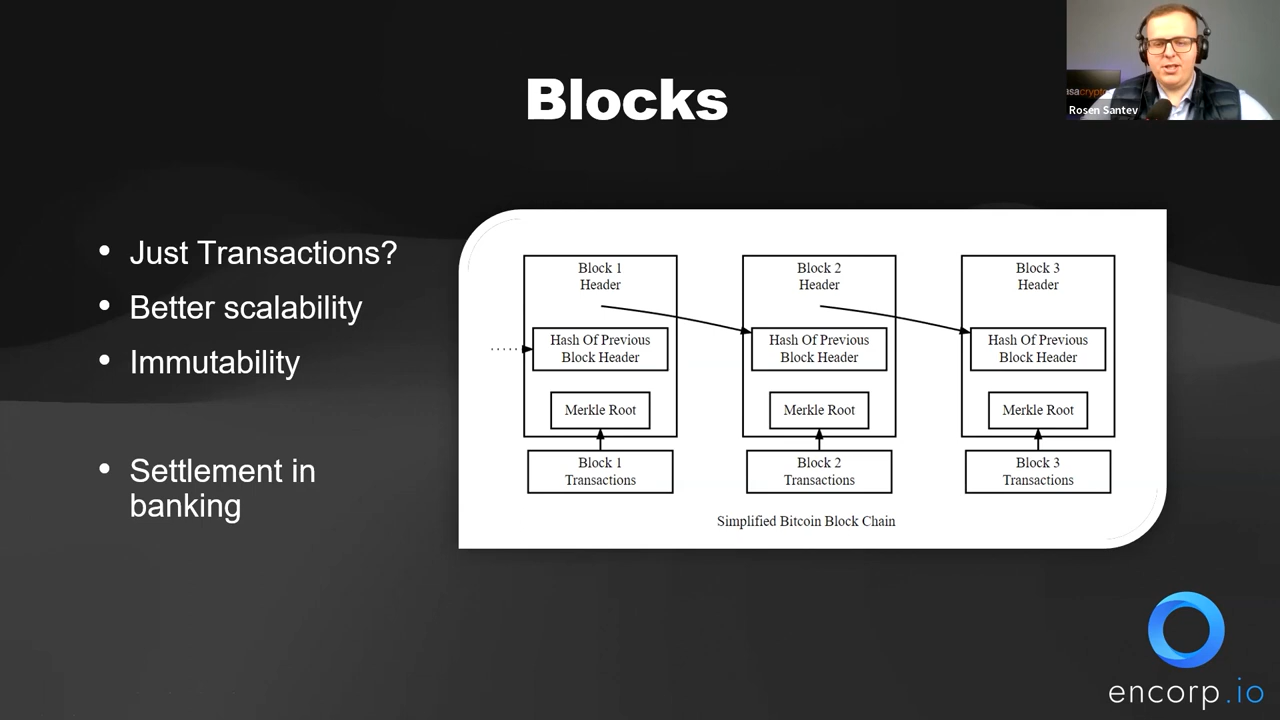 Blocks
asacrypto
Rosen Santev
• Just Transactions?
• Better scalability
• Immutability
• Settlement in
banking
Block 1
Header
Hash Of Previous
Block Header
Merkle Root
Block 1
Transactions
Block 2
Header
Hash Of Previous
Block Header
Merkle Root
Block 2
Transactions
Block 3
Header
Hash Of Previous
Block Header
Merkle Root
Block 3
Transactions
Simplified Bitcoin Block Chain
encorp.io